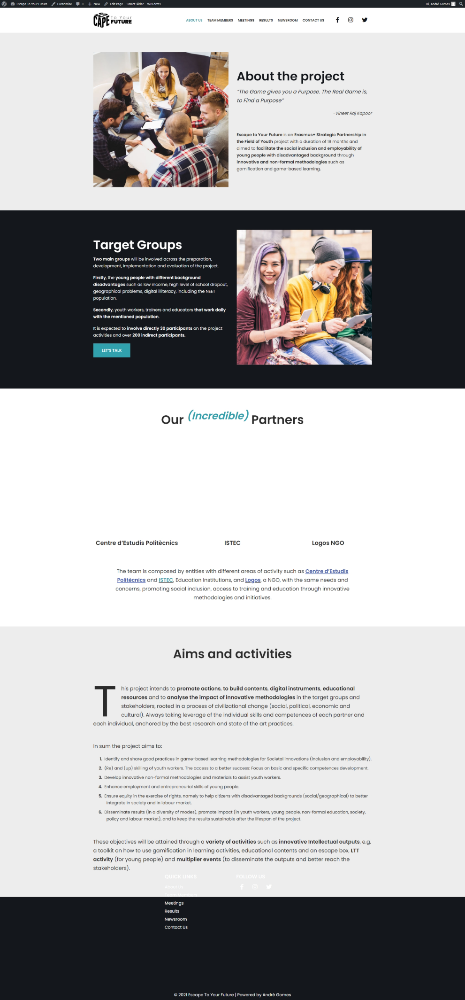 Escape To Your Future Customise 0 New Edit Page Smart Slider WPForms Hi, André Gomes
CAPE To Your FUTURE
ABOUT US TEAM MEMBERS MEETINGS RESULTS NEWSROOM CONTACT US
About the project
“The Game gives you a Purpose. The Real Game is,
to Find a Purpose”
-Vineet Raj Kapoor
Escape to Your Future is an Erasmus+ Strategic Partnership in
the Field of Youth project with a duration of 18 months and
aimed to facilitate the social inclusion and employability of
young people with disadvantaged background through
innovative and non-formal methodologies such as
gamification and game-based learning.
Target Groups
Two main groups will be involved across the preparation,
development, implementation and evaluation of the project.
Firstly, the young people with different background
disadvantages such as low income, high level of school dropout,
geographical problems, digital illiteracy, including the NEET
population.
Secondly, youth workers, trainers and educators that work daily
with the mentioned population.
It is expected to involve directly 30 participants on the project
activities and over 200 indirect participants.
LET'S TALK
Our (Incredible) Partners
Centre d’Estudis Politècnics ISTEC Logos NGO
The team is composed by entities with different areas of activity such as Centre d’Estudis
Politècnics and ISTEC, Education Institutions, and Logos, a NGO, with the same needs and
concerns, promoting social inclusion, access to training and education through innovative
methodologies and initiatives.
Aims and activities
This project intends to promote actions, to build contents, digital instruments, educational
resources and to analyse the impact of innovative methodologies in the target groups and
stakeholders, rooted in a process of civilizational change (social, political, economic and
cultural). Always taking leverage of the individual skills and competences of each partner and
each individual, anchored by the best research and state of the art practices.
In sum the project aims to:
1. Identify and share good practices in game-based learning methodologies for Societal innovations (inclusion and employability).
2. (Re) and (up) skilling of youth workers. The access to a better success: Focus on basic and specific competences development.
3. Develop innovative non-formal methodologies and materials to assist youth workers.
4. Enhance employment and entrepreneurial skills of young people.
5. Ensure equity in the exercise of rights, namely to help citizens with disadvantaged backgrounds (social/geographical) to better
integrate in society and in labour market.
6. Disseminate results (in a diversity of modes), promote impact (in youth workers, young people, non-formal education, society,
policy and labour market), and to keep the results sustainable after the lifespan of the project.
These objectives will be attained through a variety of activities such as innovative Intellectual outputs, e.g.
a toolkit on how to use gamification in learning activities, educational contents and an escape box, LTT
activity (for young people) and multiplier events (to disseminate the outputs and better reach the
stakeholders).
QUICK LINKS FOLLOW US
About Us
Team Members
Meetings
Results
Newsroom
Contact Us
© 2021 Escape To Your Future | Powered by André Gomes